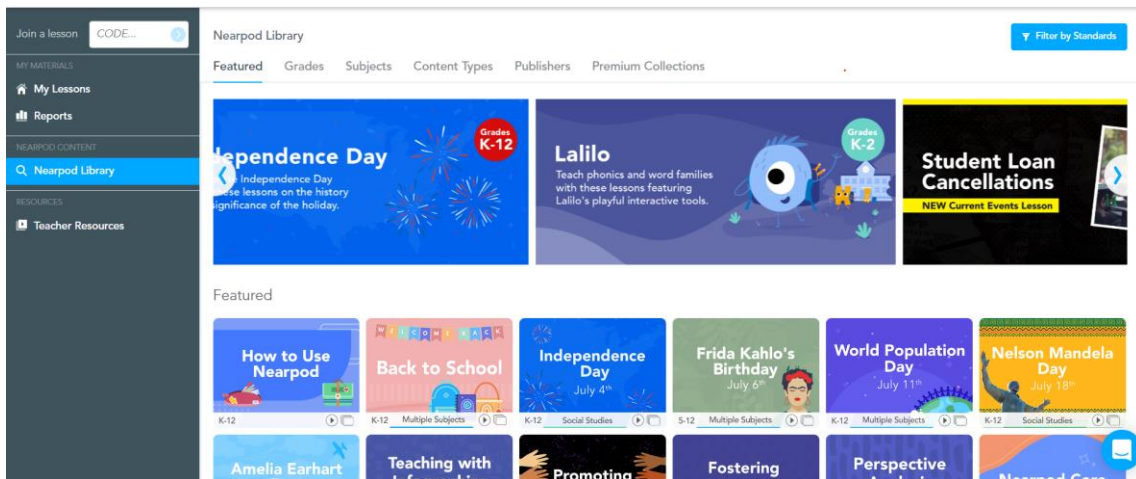 Join a lesson CODE...
MY MATERIALS
My Lessons
Reports
NEARPOD CONTENT
Nearpod Library
RESOURCES
Teacher Resources
Nearpod Library
Filter by Standards
Featured Grades Subjects Content Types Publishers Premium Collections
dependence Day
Independence Day
these lessons on the history
significance of the holiday.
Grades
K-12
Lalilo
Teach phonics and word families
with these lessons featuring
Lalilo's playful interactive tools.
Grades
K-2
Student Loan
Cancellations
NEW Current Events Lesson
Featured
How to Use
Nearpod
K-12
WELCOME BACK
Back to School
K-12 Multiple Subjects
Independence
Day
July 4th
K-12 Social Studies
Frida Kahlo's
Birthday
July 6th
5-12 Multiple Subjects
World Population
Day
July 11th
K-12 Multiple Subjects
Nelson Mandela
Day
July 18th
K-12 Social Studies
Amelia Earhart
Teaching with
Promoting
Fostering
Perspective
Nearpod Core